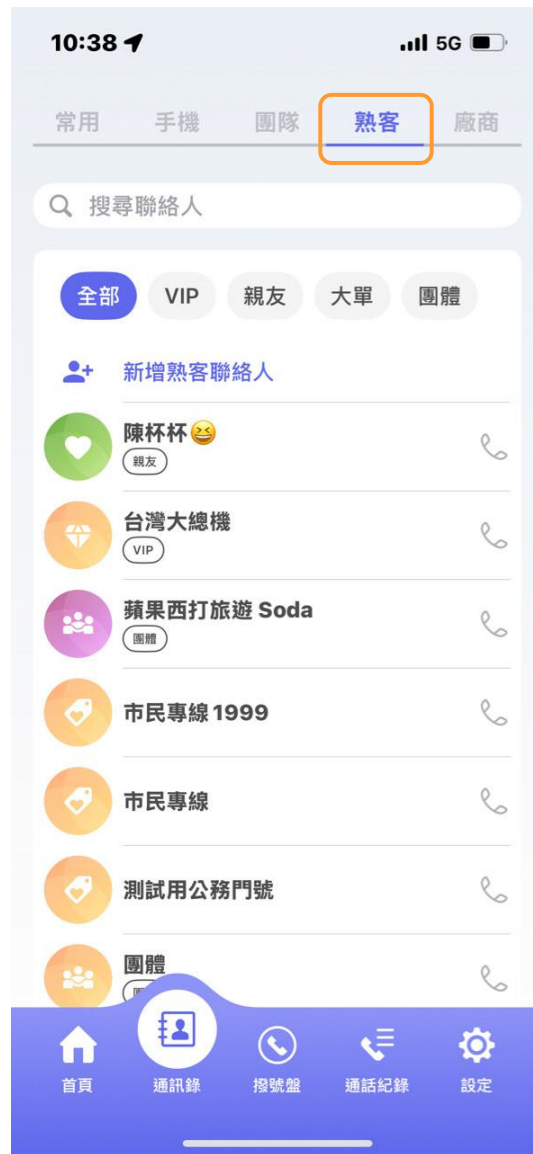 10:38 5G
常用 手機 團隊 熟客 廠商
搜尋聯絡人
全部 VIP 親友 大單 團體
新增熟客聯絡人
陳杯杯😆
親友
台灣大總機
VIP
蘋果西打旅遊 Soda
團體
市民專線 1999
市民專線
測試用公務門號
團體
首頁 通訊錄 撥號盤 通話紀錄 設定